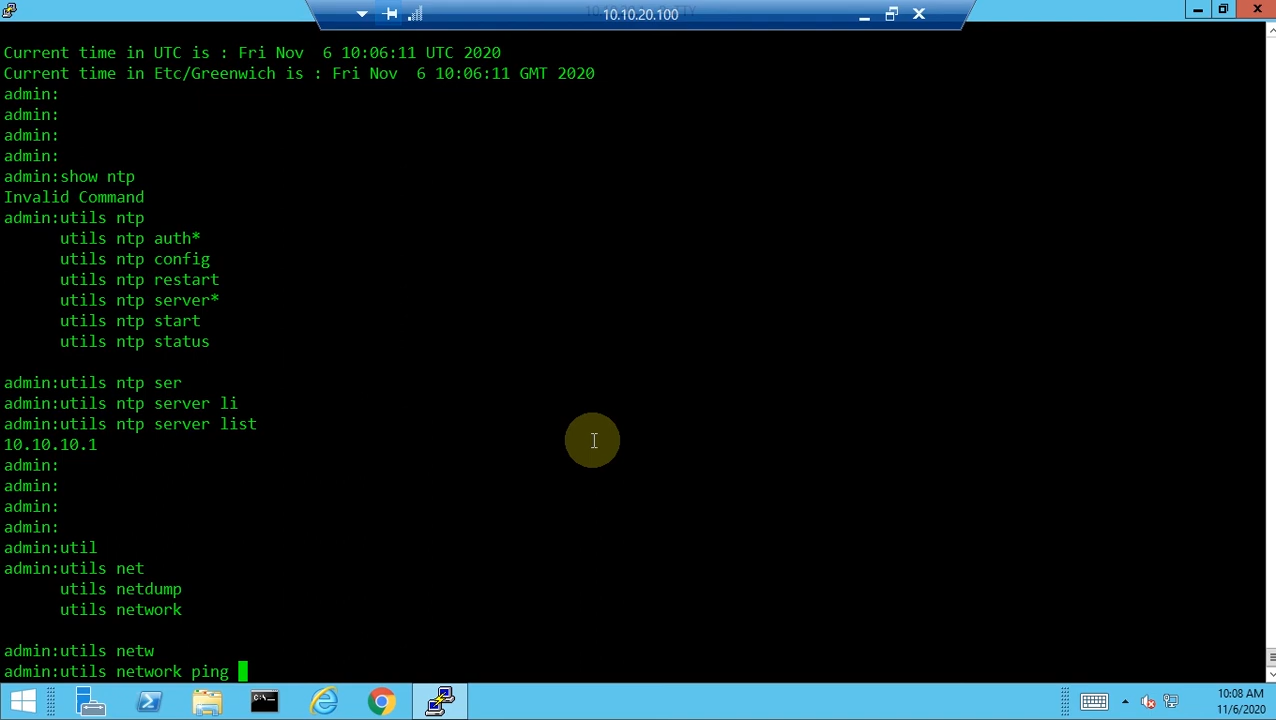 10.10.20.100
Current time in UTC is : Fri Nov  6 10:06:11 UTC 2020
Current time in Etc/Greenwich is : Fri Nov  6 10:06:11 GMT 2020
admin:
admin:
admin:
admin:
admin:show ntp
Invalid Command
admin:utils ntp
utils ntp auth*
utils ntp config
utils ntp restart
utils ntp server*
utils ntp start
utils ntp status
admin:utils ntp ser
admin:utils ntp server li
admin:utils ntp server list
10.10.10.1
admin:
admin:
admin:
admin:
admin:util
admin:utils net
utils netdump
utils network
admin:utils netw
admin:utils network ping
10:08 AM
11/6/2020